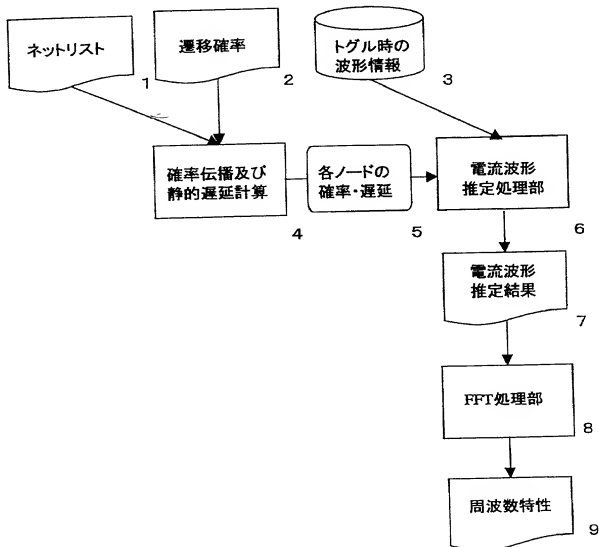 ネットリスト
1
遷移確率
2
トグル時の
波形情報
3
確率伝播及び
静的遅延計算
4
各ノードの
確率・遅延
5
電流波形
推定処理部
6
電流波形
推定結果
7
FFT処理部
8
周波数特性
9